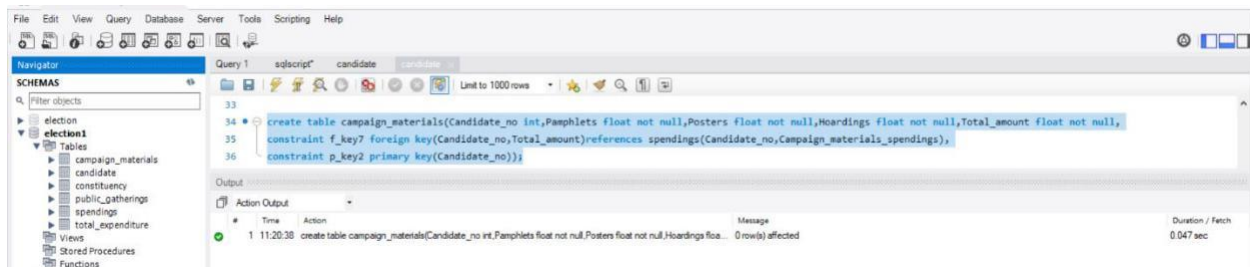 File Edit View Query Database Server Tools Scripting Help
Navigator
SCHEMAS
Filter objects
election
election1
Tables
campaign_materials
candidate
constituency
public_gatherings
spendings
total_expenditure
Views
Stored Procedures
Functions
Query 1 sqlscript* candidate candidate
Limit to 1000 rows
33
34 create table campaign_materials(Candidate_no int,Pamphlets float not null,Posters float not null,Hoardings float not null,Total_amount float not null,
35 constraint f_key7 foreign key(Candidate_no,Total_amount)references spendings(Candidate_no,Campaign_materials_spendings),
36 constraint p_key2 primary key(Candidate_no));
Output
Action Output
# Time Action Message Duration / Fetch
1 11:20:38 create table campaign_materials(Candidate_no int,Pamphlets float not null,Posters float not null,Hoardings floa... 0 row(s) affected 0.047 sec